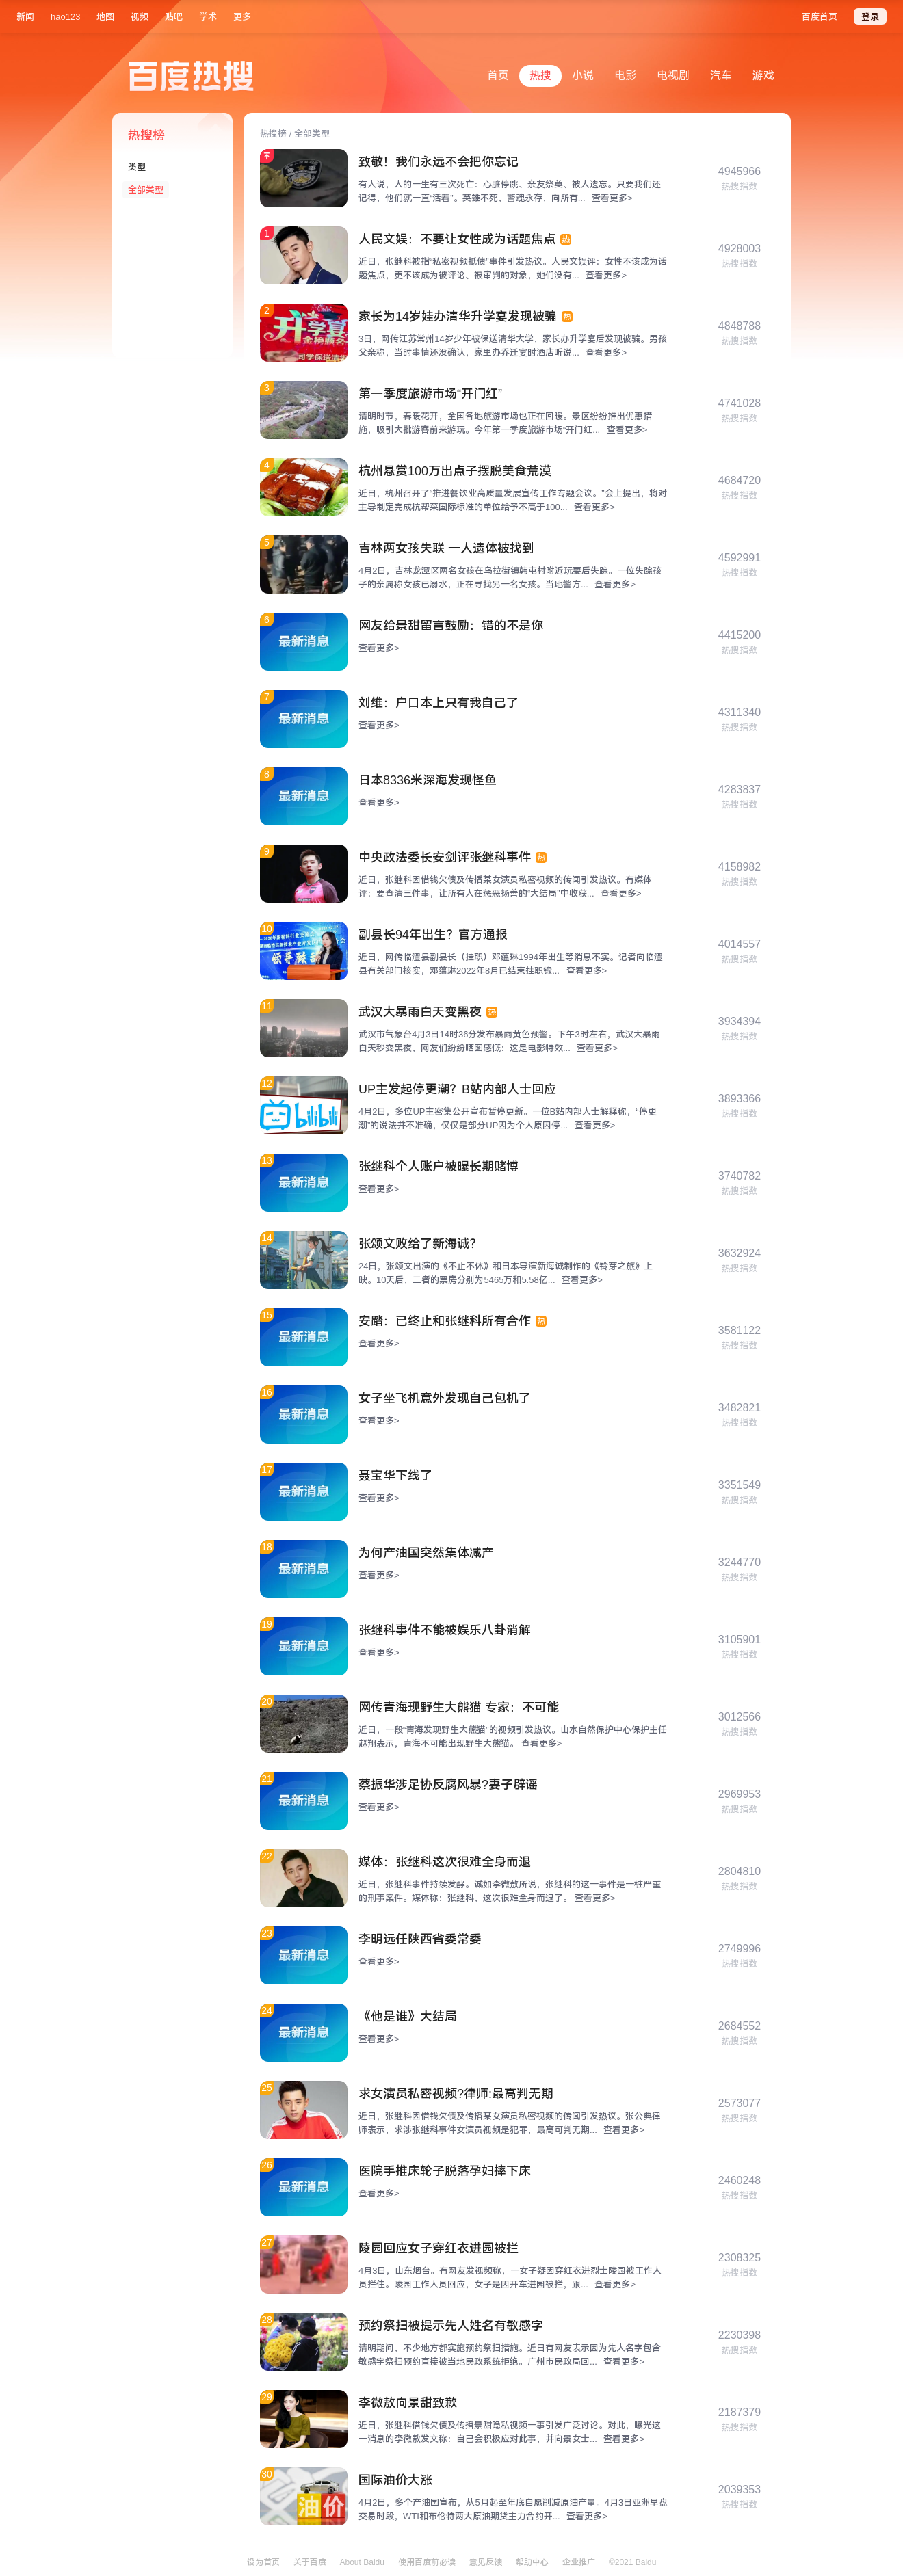 新闻 hao123 地图 视频 贴吧 学术 更多 百度首页 登录
百度热搜
首页 热搜 小说 电影 电视剧 汽车 游戏
热搜榜
类型
全部类型
热搜榜 / 全部类型
致敬！我们永远不会把你忘记
有人说，人的一生有三次死亡：心脏停跳、亲友祭奠、被人遗忘。只要我们还
记得，他们就一直“活着”。英雄不死，警魂永存，向所有... 查看更多>
4945966
热搜指数
1
人民文娱：不要让女性成为话题焦点 热
近日，张继科被指“私密视频抵债”事件引发热议。人民文娱评：女性不该成为话
题焦点，更不该成为被评论、被审判的对象，她们没有... 查看更多>
4928003
热搜指数
2
家长为14岁娃办清华升学宴发现被骗 热
3日，网传江苏常州14岁少年被保送清华大学，家长办升学宴后发现被骗。男孩
父亲称，当时事情还没确认，家里办乔迁宴时酒店听说... 查看更多>
4848788
热搜指数
3
第一季度旅游市场“开门红”
清明时节，春暖花开，全国各地旅游市场也正在回暖。景区纷纷推出优惠措
施，吸引大批游客前来游玩。今年第一季度旅游市场“开门红... 查看更多>
4741028
热搜指数
4
杭州悬赏100万出点子摆脱美食荒漠
近日，杭州召开了“推进餐饮业高质量发展宣传工作专题会议。”会上提出，将对
主导制定完成杭帮菜国际标准的单位给予不高于100... 查看更多>
4684720
热搜指数
5
吉林两女孩失联 一人遗体被找到
4月2日，吉林龙潭区两名女孩在乌拉街镇韩屯村附近玩耍后失踪。一位失踪孩
子的亲属称女孩已溺水，正在寻找另一名女孩。当地警方... 查看更多>
4592991
热搜指数
6
最新消息
网友给景甜留言鼓励：错的不是你
查看更多>
4415200
热搜指数
7
最新消息
刘维：户口本上只有我自己了
查看更多>
4311340
热搜指数
8
最新消息
日本8336米深海发现怪鱼
查看更多>
4283837
热搜指数
9
中央政法委长安剑评张继科事件 热
近日，张继科因借钱欠债及传播某女演员私密视频的传闻引发热议。有媒体
评：要查清三件事，让所有人在惩恶扬善的“大结局”中收获... 查看更多>
4158982
热搜指数
10
副县长94年出生？官方通报
近日，网传临澧县副县长（挂职）邓蕴琳1994年出生等消息不实。记者向临澧
县有关部门核实，邓蕴琳2022年8月已结束挂职锻... 查看更多>
4014557
热搜指数
11
武汉大暴雨白天变黑夜 热
武汉市气象台4月3日14时36分发布暴雨黄色预警。下午3时左右，武汉大暴雨
白天秒变黑夜，网友们纷纷晒图感慨：这是电影特效... 查看更多>
3934394
热搜指数
12
bilibili
UP主发起停更潮？B站内部人士回应
4月2日，多位UP主密集公开宣布暂停更新。一位B站内部人士解释称，“停更
潮”的说法并不准确，仅仅是部分UP因为个人原因停... 查看更多>
3893366
热搜指数
13
最新消息
张继科个人账户被曝长期赌博
查看更多>
3740782
热搜指数
14
张颂文败给了新海诚？
24日，张颂文出演的《不止不休》和日本导演新海诚制作的《铃芽之旅》上
映。10天后，二者的票房分别为5465万和5.58亿... 查看更多>
3632924
热搜指数
15
最新消息
安踏：已终止和张继科所有合作 热
查看更多>
3581122
热搜指数
16
最新消息
女子坐飞机意外发现自己包机了
查看更多>
3482821
热搜指数
17
最新消息
聂宝华下线了
查看更多>
3351549
热搜指数
18
最新消息
为何产油国突然集体减产
查看更多>
3244770
热搜指数
19
最新消息
张继科事件不能被娱乐八卦消解
查看更多>
3105901
热搜指数
20
网传青海现野生大熊猫 专家：不可能
近日，一段“青海发现野生大熊猫”的视频引发热议。山水自然保护中心保护主任
赵翔表示，青海不可能出现野生大熊猫。 查看更多>
3012566
热搜指数
21
最新消息
蔡振华涉足协反腐风暴?妻子辟谣
查看更多>
2969953
热搜指数
22
媒体：张继科这次很难全身而退
近日，张继科事件持续发酵。诚如李微敖所说，张继科的这一事件是一桩严重
的刑事案件。媒体称：张继科，这次很难全身而退了。 查看更多>
2804810
热搜指数
23
最新消息
李明远任陕西省委常委
查看更多>
2749996
热搜指数
24
最新消息
《他是谁》大结局
查看更多>
2684552
热搜指数
25
求女演员私密视频?律师:最高判无期
近日，张继科因借钱欠债及传播某女演员私密视频的传闻引发热议。张公典律
师表示，求涉张继科事件女演员视频是犯罪，最高可判无期... 查看更多>
2573077
热搜指数
26
最新消息
医院手推床轮子脱落孕妇摔下床
查看更多>
2460248
热搜指数
27
陵园回应女子穿红衣进园被拦
4月3日，山东烟台。有网友发视频称，一女子疑因穿红衣进烈士陵园被工作人
员拦住。陵园工作人员回应，女子是因开车进园被拦，跟... 查看更多>
2308325
热搜指数
28
预约祭扫被提示先人姓名有敏感字
清明期间，不少地方都实施预约祭扫措施。近日有网友表示因为先人名字包含
敏感字祭扫预约直接被当地民政系统拒绝。广州市民政局回... 查看更多>
2230398
热搜指数
29
李微敖向景甜致歉
近日，张继科借钱欠债及传播景甜隐私视频一事引发广泛讨论。对此，曝光这
一消息的李微敖发文称：自己会积极应对此事，并向景女士... 查看更多>
2187379
热搜指数
30
油价
国际油价大涨
4月2日，多个产油国宣布，从5月起至年底自愿削减原油产量。4月3日亚洲早盘
交易时段，WTI和布伦特两大原油期货主力合约开... 查看更多>
2039353
热搜指数
设为首页 关于百度 About Baidu 使用百度前必读 意见反馈 帮助中心 企业推广 ©2021 Baidu